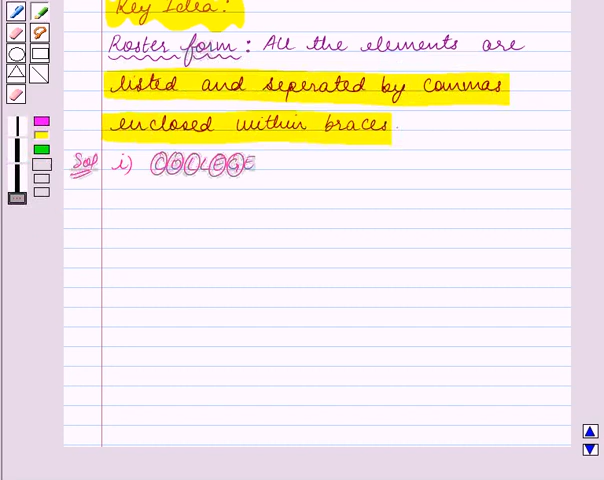 Key Idea:
Roster form: All the elements are
listed and seperated by commas
enclosed within braces.
Sol i) COLLEGE